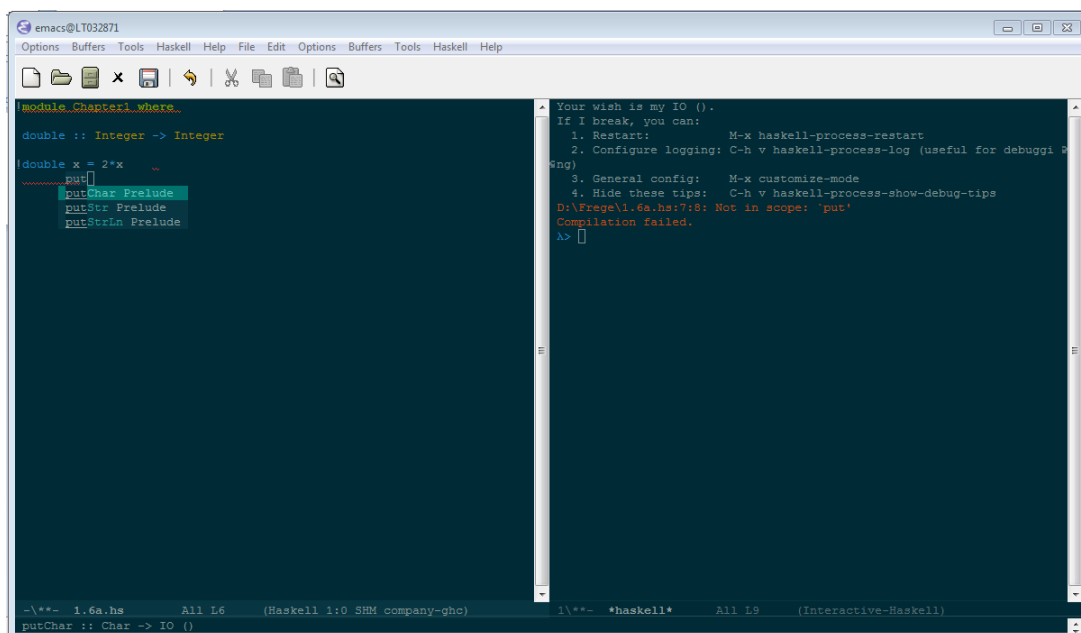 emacs@LT032871
Options Buffers Tools Haskell Help File Edit Options Buffers Tools Haskell Help
!module Chapter1 where
double :: Integer -> Integer
!double x = 2*x
put
putChar Prelude
putStr Prelude
putStrLn Prelude
-\**- 1.6a.hs All L6 (Haskell 1:0 SHM company-ghc)
Your wish is my IO ().
If I break, you can:
1. Restart: M-x haskell-process-restart
2. Configure logging: C-h v haskell-process-log (useful for debuggi
ng)
3. General config: M-x customize-mode
4. Hide these tips: C-h v haskell-process-show-debug-tips
D:\Frege\1.6a.hs:7:8: Not in scope: `put'
Compilation failed.
λ>
1\**- *haskell* All L9 (Interactive-Haskell)
putChar :: Char -> IO ()